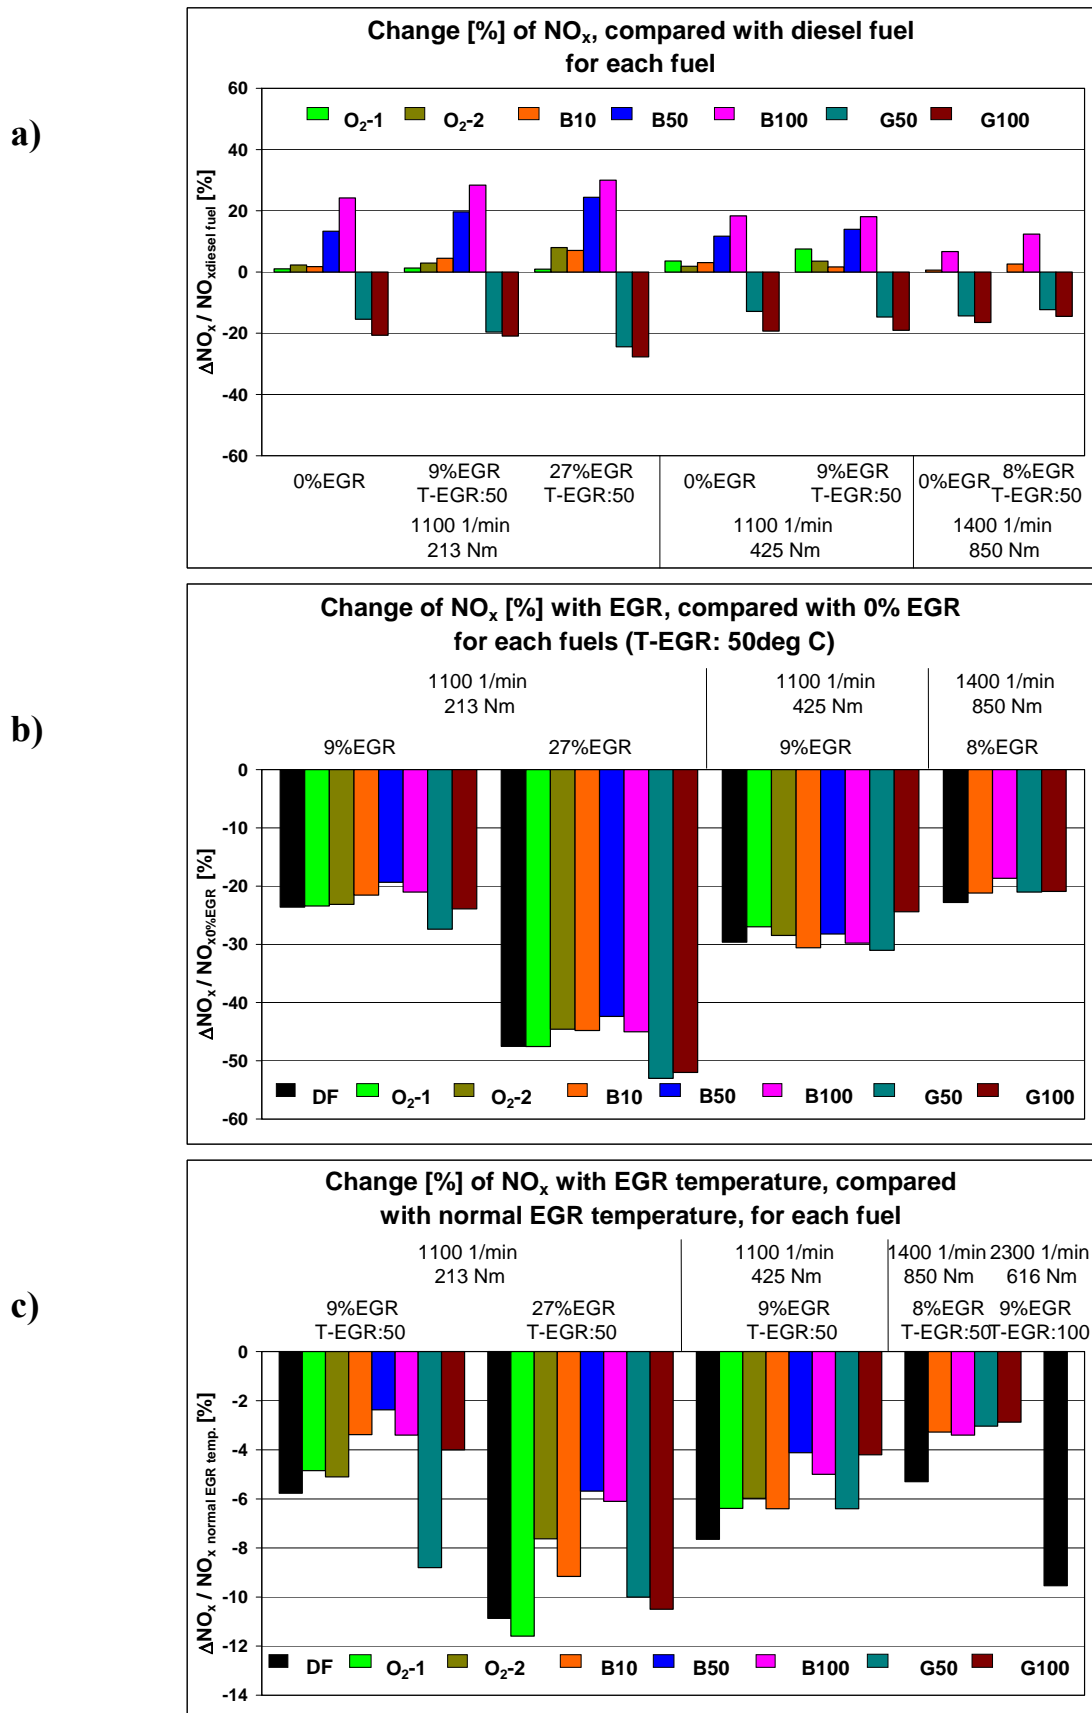 a)
Change [%] of NOx, compared with diesel fuel
for each fuel
ΔNOx / NOxdiesel fuel [%]
60
40
20
0
-20
-40
-60
O2-1 O2-2 B10 B50 B100 G50 G100
0%EGR 9%EGR 27%EGR 0%EGR 9%EGR 0%EGR 8%EGR
T-EGR:50 T-EGR:50 T-EGR:50 T-EGR:50
1100 1/min 1100 1/min 1400 1/min
213 Nm 425 Nm 850 Nm
b)
Change of NOx [%] with EGR, compared with 0% EGR
for each fuels (T-EGR: 50deg C)
1100 1/min 1100 1/min 1400 1/min
213 Nm 425 Nm 850 Nm
9%EGR 27%EGR 9%EGR 8%EGR
ΔNOx / NOx0%EGR [%]
0
-10
-20
-30
-40
-50
-60
DF O2-1 O2-2 B10 B50 B100 G50 G100
c)
Change [%] of NOx with EGR temperature, compared
with normal EGR temperature, for each fuel
1100 1/min 1100 1/min 1400 1/min 2300 1/min
213 Nm 425 Nm 850 Nm 616 Nm
9%EGR 27%EGR 9%EGR 8%EGR 9%EGR
T-EGR:50 T-EGR:50 T-EGR:50 T-EGR:50 T-EGR:100
ΔNOx / NOx normal EGR temp. [%]
0
-2
-4
-6
-8
-10
-12
-14
DF O2-1 O2-2 B10 B50 B100 G50 G100